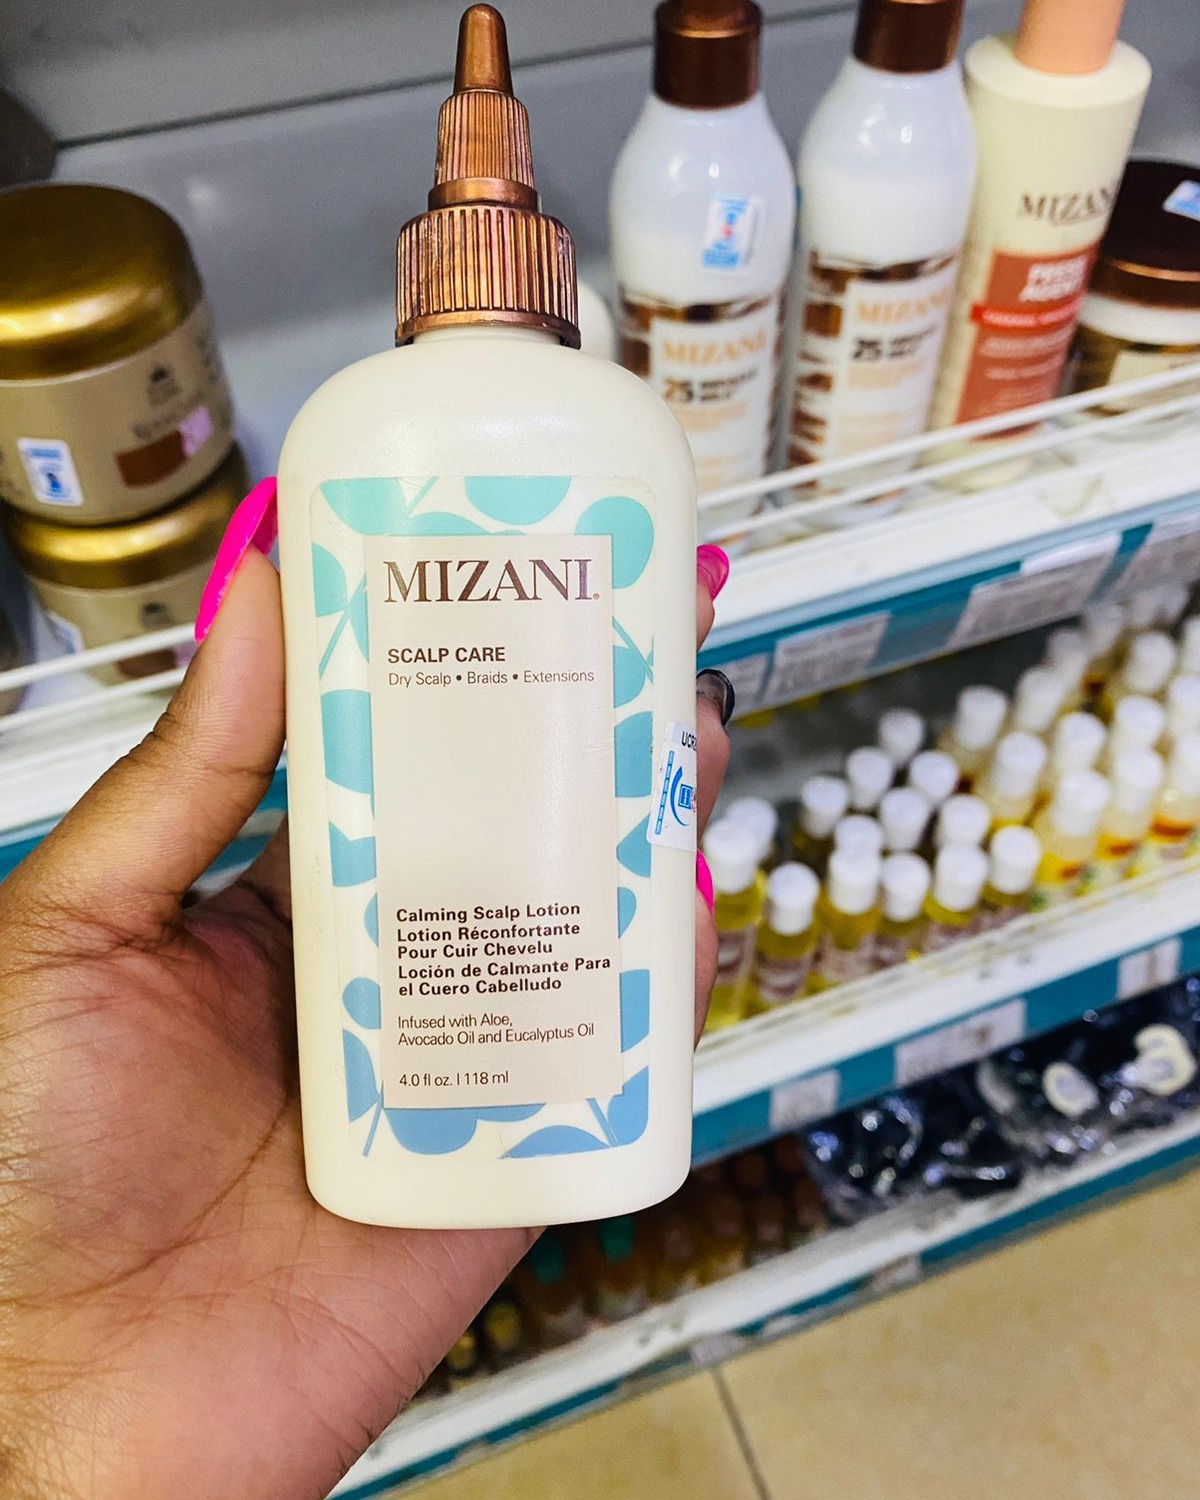 MIZANI
SCALP CARE
Dry Scalp • Braids • Extensions
Calming Scalp Lotion
Lotion Réconfortante
Pour Cuir Chevelu
Loción de Calmante Para
el Cuero Cabelludo
Infused with Aloe,
Avocado Oil and Eucalyptus Oil
4.0 fl oz. | 118 ml
MIZANI
25
MIZANI
25
MIZANI